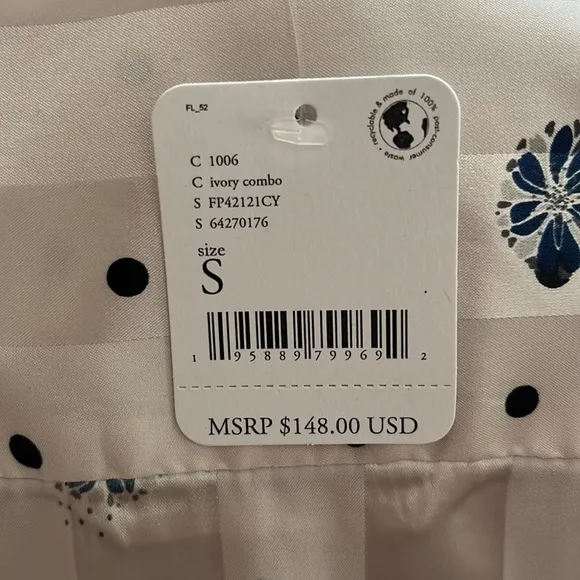 FL_52
recyclable & made of 100% post-consumer waste •
C 1006
C ivory combo
S FP42121CY
S 64270176
size
S
1 95889 79969 2
MSRP $148.00 USD